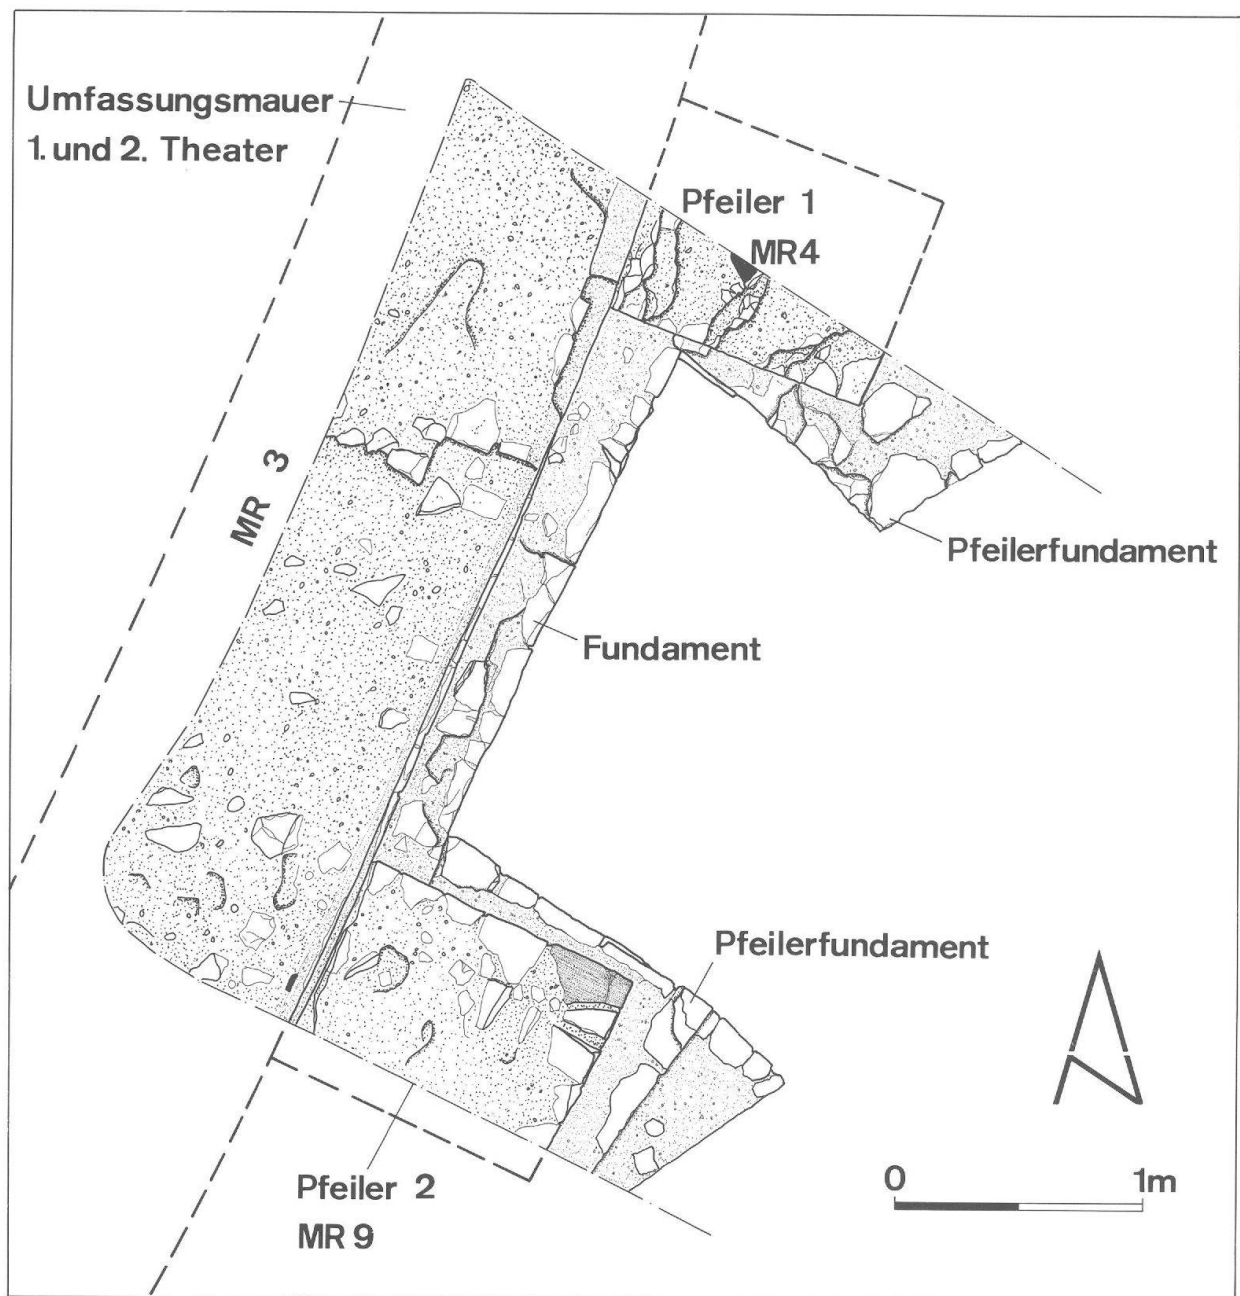 Umfassungsmauer
1. und 2. Theater
Pfeiler 1
MR4
MR 3
Pfeilerfundament
Fundament
Pfeilerfundament
Pfeiler 2
MR 9
0 1m